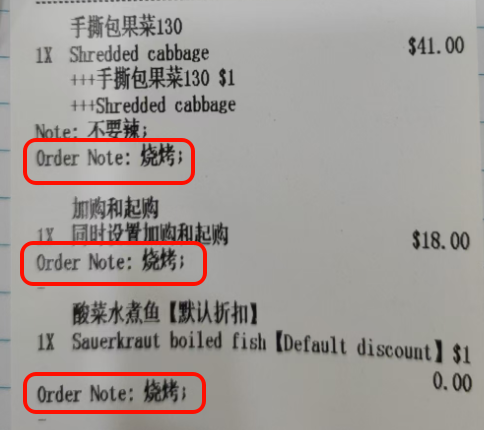 手撕包果菜130
1X Shredded cabbage $41.00
+++手撕包果菜130 $1
+++Shredded cabbage
Note: 不要辣;
Order Note: 烧烤;
加购和起购
1X 同时设置加购和起购 $18.00
Order Note: 烧烤;
酸菜水煮鱼【默认折扣】
1X Sauerkraut boiled fish【Default discount】 $1
0.00
Order Note: 烧烤;